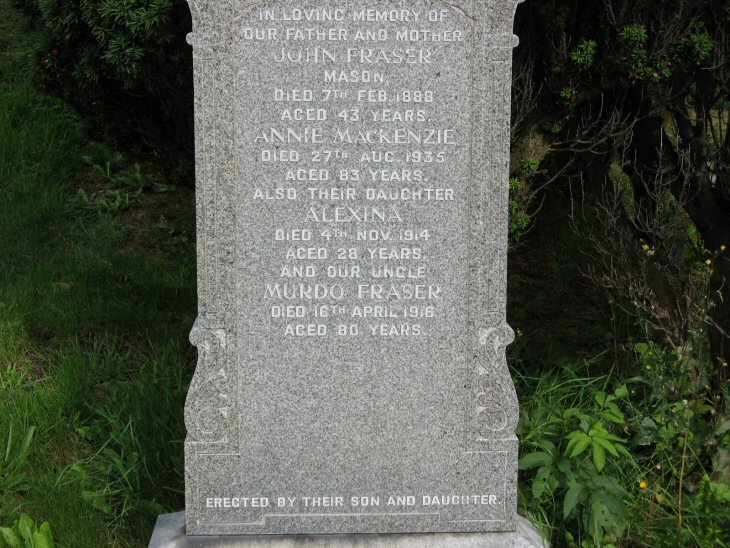 IN LOVING MEMORY OF
OUR FATHER AND MOTHER
JOHN FRASER
MASON,
DIED 7TH FEB. 1888
AGED 43 YEARS.
ANNIE MACKENZIE
DIED 27TH AUG. 1935
AGED 83 YEARS.
ALSO THEIR DAUGHTER
ALEXINA
DIED 4TH NOV. 1914
AGED 28 YEARS.
AND OUR UNCLE
MURDO FRASER
DIED 16TH APRIL 1916
AGED 80 YEARS.
ERECTED BY THEIR SON AND DAUGHTER.